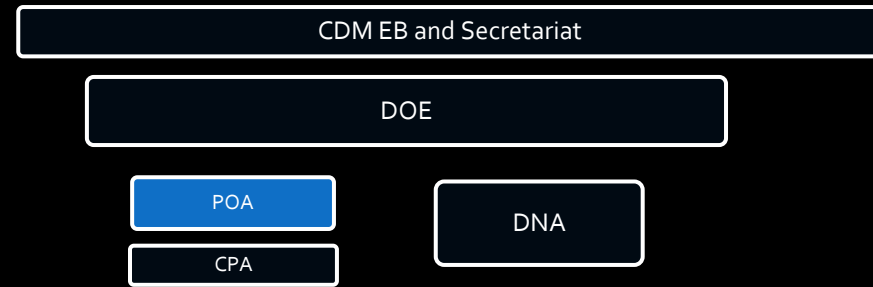 CDM EB and Secretariat
DOE
POA
DNA
CPA